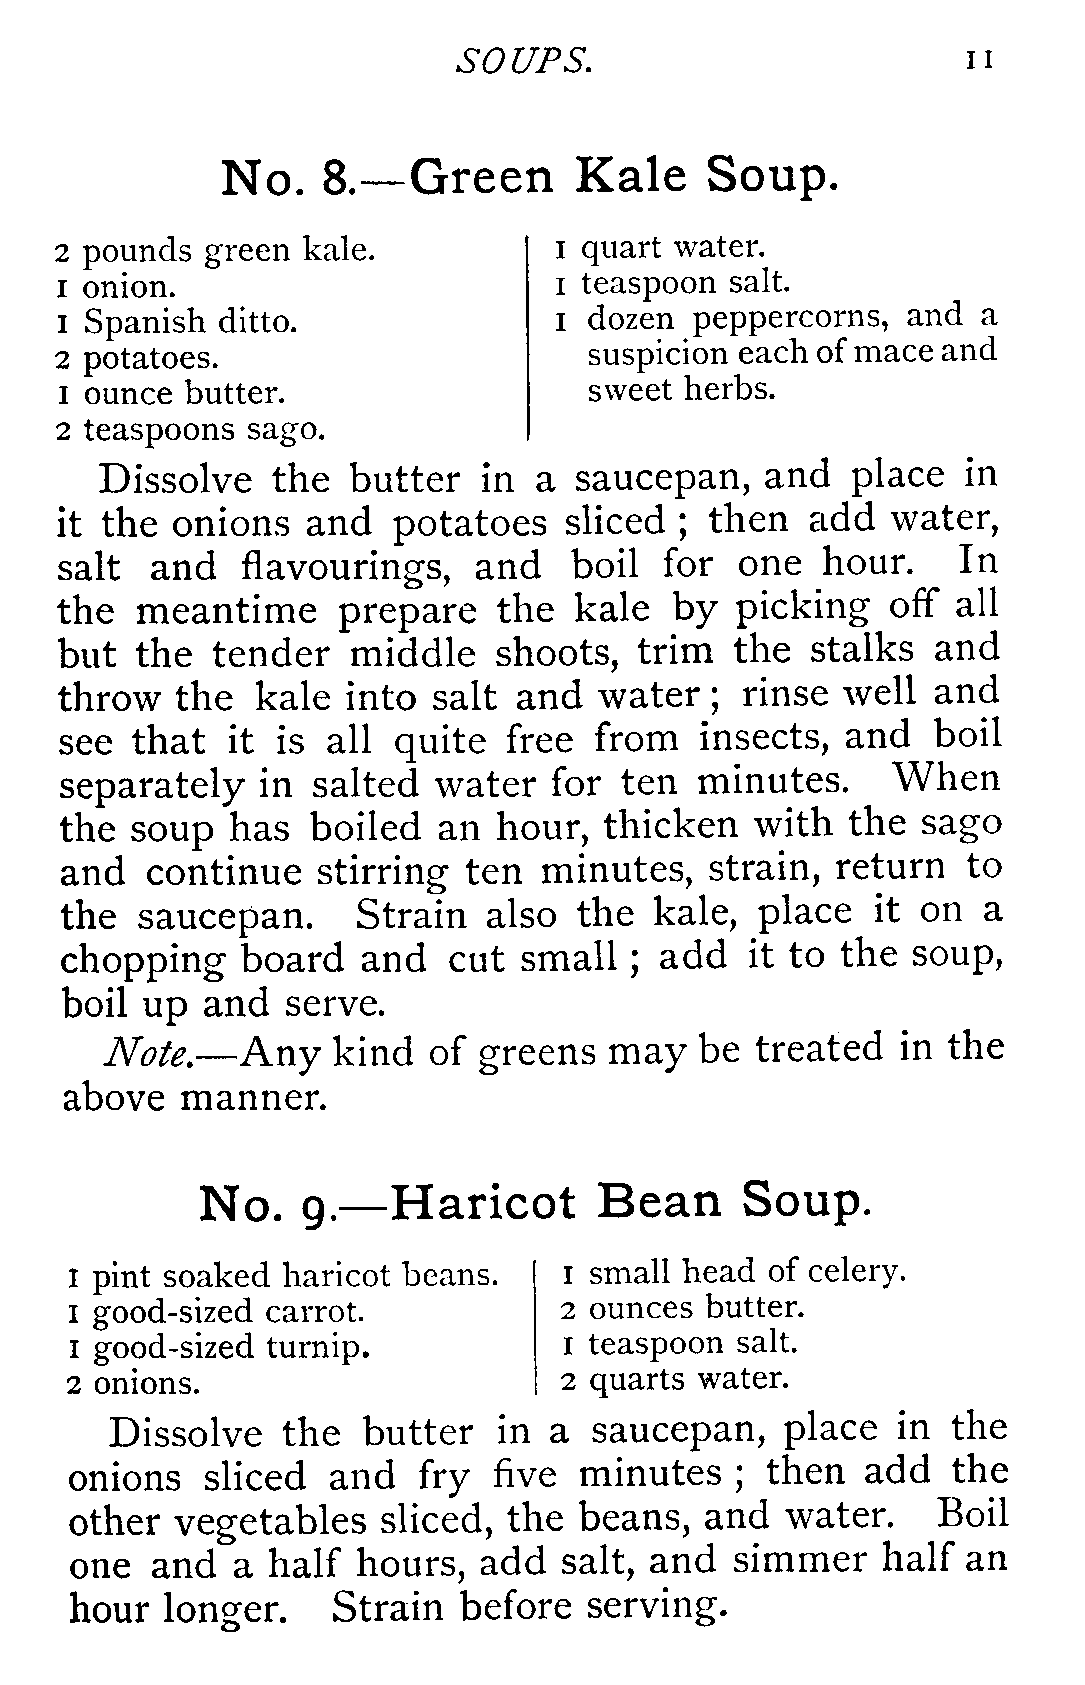 SOUPS. 11
No. 8.—Green Kale Soup.
2 pounds green kale.
1 onion.
1 Spanish ditto.
2 potatoes.
1 ounce butter.
2 teaspoons sago.
1 quart water.
1 teaspoon salt.
1 dozen peppercorns, and a
suspicion each of mace and
sweet herbs.
Dissolve the butter in a saucepan, and place in
it the onions and potatoes sliced ; then add water,
salt and flavourings, and boil for one hour. In
the meantime prepare the kale by picking off all
but the tender middle shoots, trim the stalks and
throw the kale into salt and water ; rinse well and
see that it is all quite free from insects, and boil
separately in salted water for ten minutes. When
the soup has boiled an hour, thicken with the sago
and continue stirring ten minutes, strain, return to
the saucepan. Strain also the kale, place it on a
chopping board and cut small ; add it to the soup,
boil up and serve.
Note.—Any kind of greens may be treated in the
above manner.
No. 9.—Haricot Bean Soup.
1 pint soaked haricot beans.
1 good-sized carrot.
1 good-sized turnip.
2 onions.
1 small head of celery.
2 ounces butter.
1 teaspoon salt.
2 quarts water.
Dissolve the butter in a saucepan, place in the
onions sliced and fry five minutes ; then add the
other vegetables sliced, the beans, and water. Boil
one and a half hours, add salt, and simmer half an
hour longer. Strain before serving.